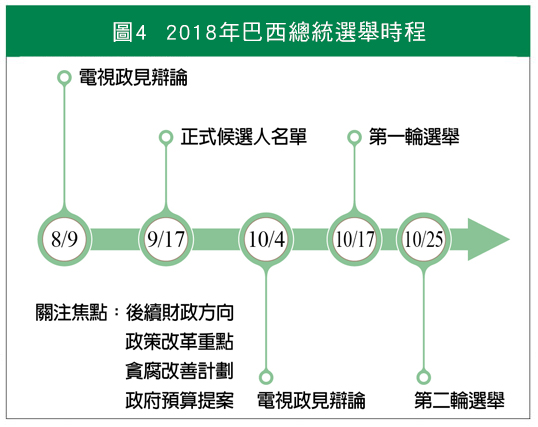 圖4 2018年巴西總統選舉時程
電視政見辯論
正式候選人名單
第一輪選舉
8/9
9/17
10/4
10/17
10/25
關注焦點：後續財政方向
政策改革重點
貪腐改善計劃
政府預算提案
電視政見辯論
第二輪選舉